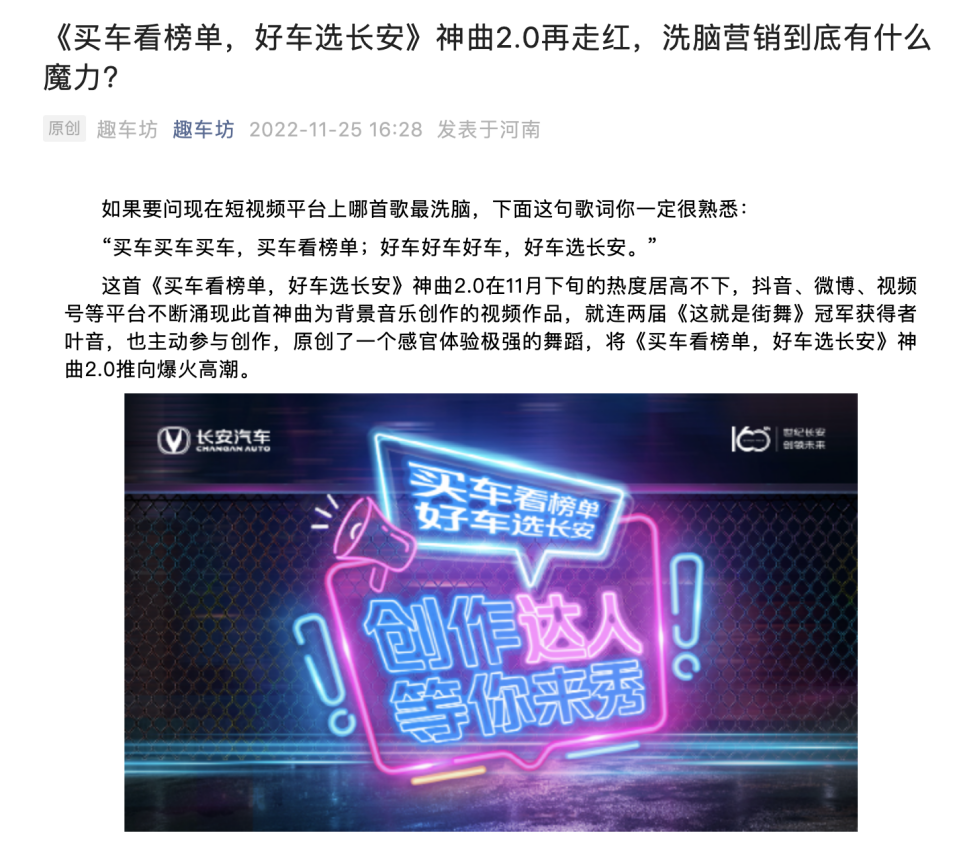 《买车看榜单，好车选长安》神曲2.0再走红，洗脑营销到底有什么
魔力？
原创 趣车坊 趣车坊 2022-11-25 16:28 发表于河南
如果要问现在短视频平台上哪首歌最洗脑，下面这句歌词你一定很熟悉：
“买车买车买车，买车看榜单；好车好车好车，好车选长安。”
这首《买车看榜单，好车选长安》神曲2.0在11月下旬的热度居高不下，抖音、微博、视频
号等平台不断涌现此首神曲为背景音乐创作的视频作品，就连两届《这就是街舞》冠军获得者
叶音，也主动参与创作，原创了一个感官体验极强的舞蹈，将《买车看榜单，好车选长安》神
曲2.0推向爆火高潮。
长安汽车
CHANGAN AUTO
160
世纪长安
创领未来
买车看榜单
好车选长安
创作达人
等你来秀